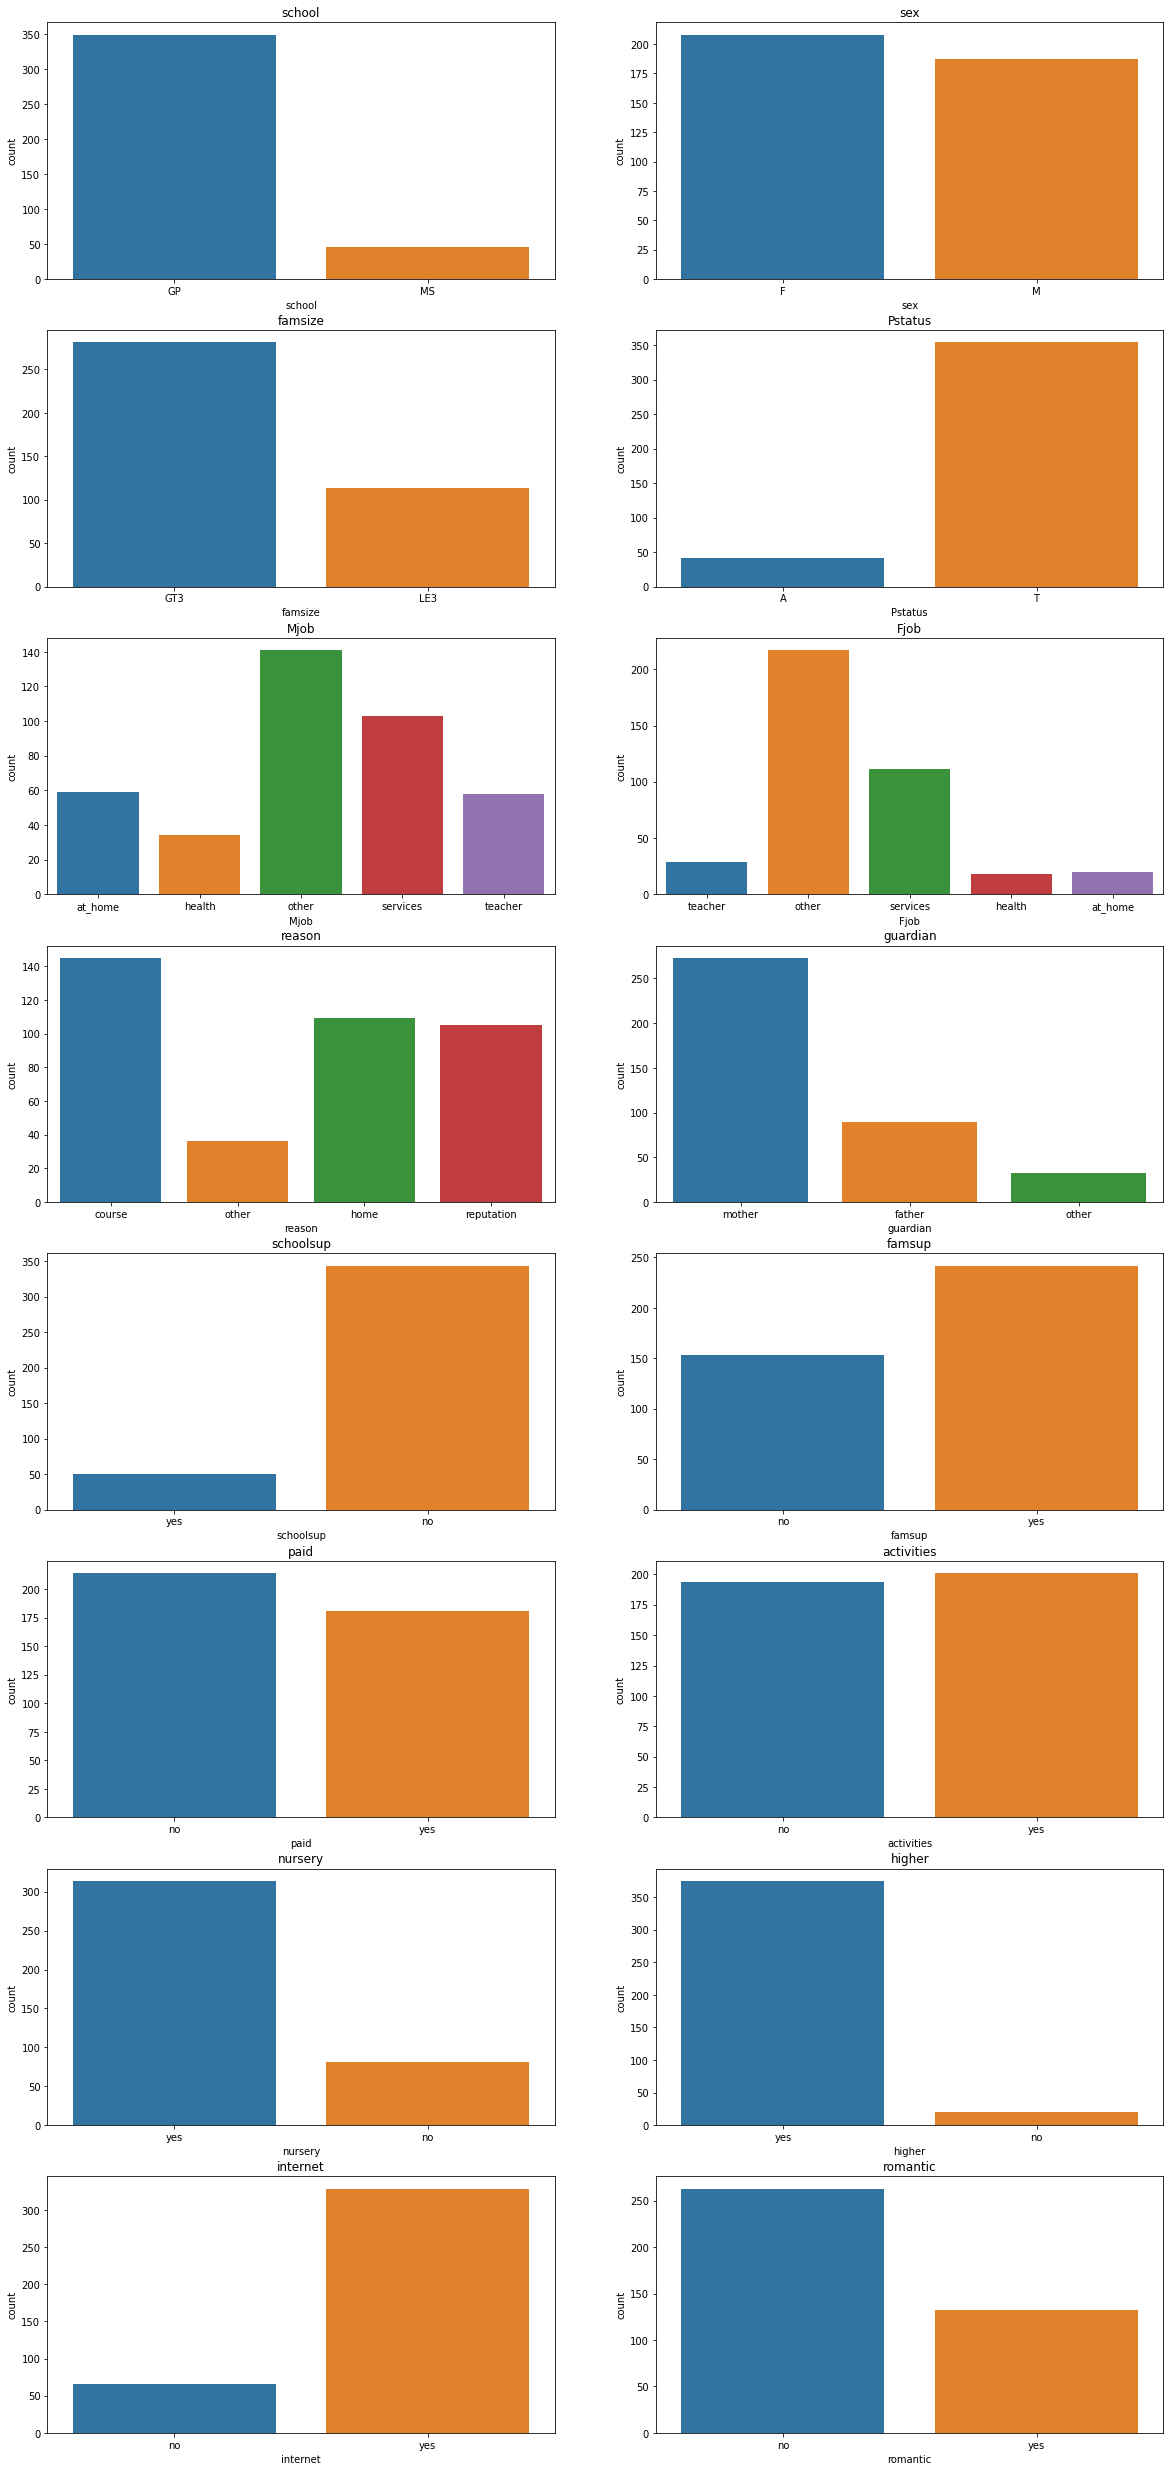 school
350
300
250
200
150
100
50
0
count
GP MS
school
sex
200
175
150
125
100
75
50
25
0
count
F M
sex
famsize
250
200
150
100
50
0
count
GT3 LE3
famsize
Pstatus
350
300
250
200
150
100
50
0
count
A T
Pstatus
Mjob
140
120
100
80
60
40
20
0
count
at_home health other services teacher
Mjob
Fjob
200
150
100
50
0
count
teacher other services health at_home
Fjob
reason
140
120
100
80
60
40
20
0
count
course other home reputation
reason
guardian
250
200
150
100
50
0
count
mother father other
guardian
schoolsup
350
300
250
200
150
100
50
0
count
yes no
schoolsup
famsup
250
200
150
100
50
0
count
no yes
famsup
paid
200
175
150
125
100
75
50
25
0
count
no yes
paid
activities
200
175
150
125
100
75
50
25
0
count
no yes
activities
nursery
300
250
200
150
100
50
0
count
yes no
nursery
higher
350
300
250
200
150
100
50
0
count
yes no
higher
internet
300
250
200
150
100
50
0
count
no yes
internet
romantic
250
200
150
100
50
0
count
no yes
romantic